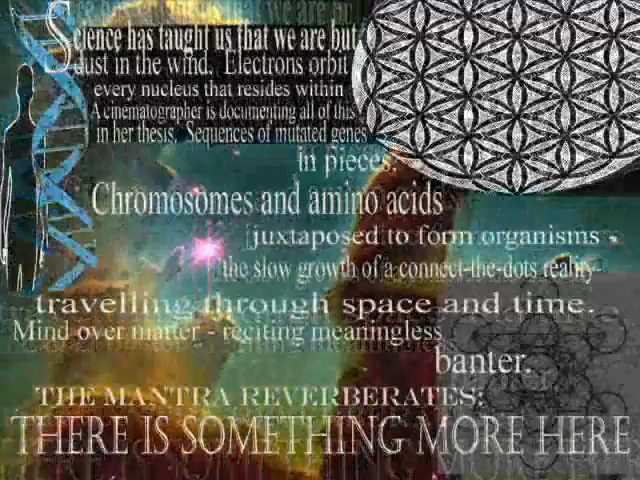 Science has taught us that we are but
dust in the wind. Electrons orbit
every nucleus that resides within
A cinematographer is documenting all of this
in her thesis. Sequences of mutated genes
in pieces.
Chromosomes and amino acids
juxtaposed to form organisms -
the slow growth of a connect-the-dots reality
travelling through space and time.
Mind over matter - reciting meaningless
banter.
THE MANTRA REVERBERATES:
THERE IS SOMETHING MORE HERE